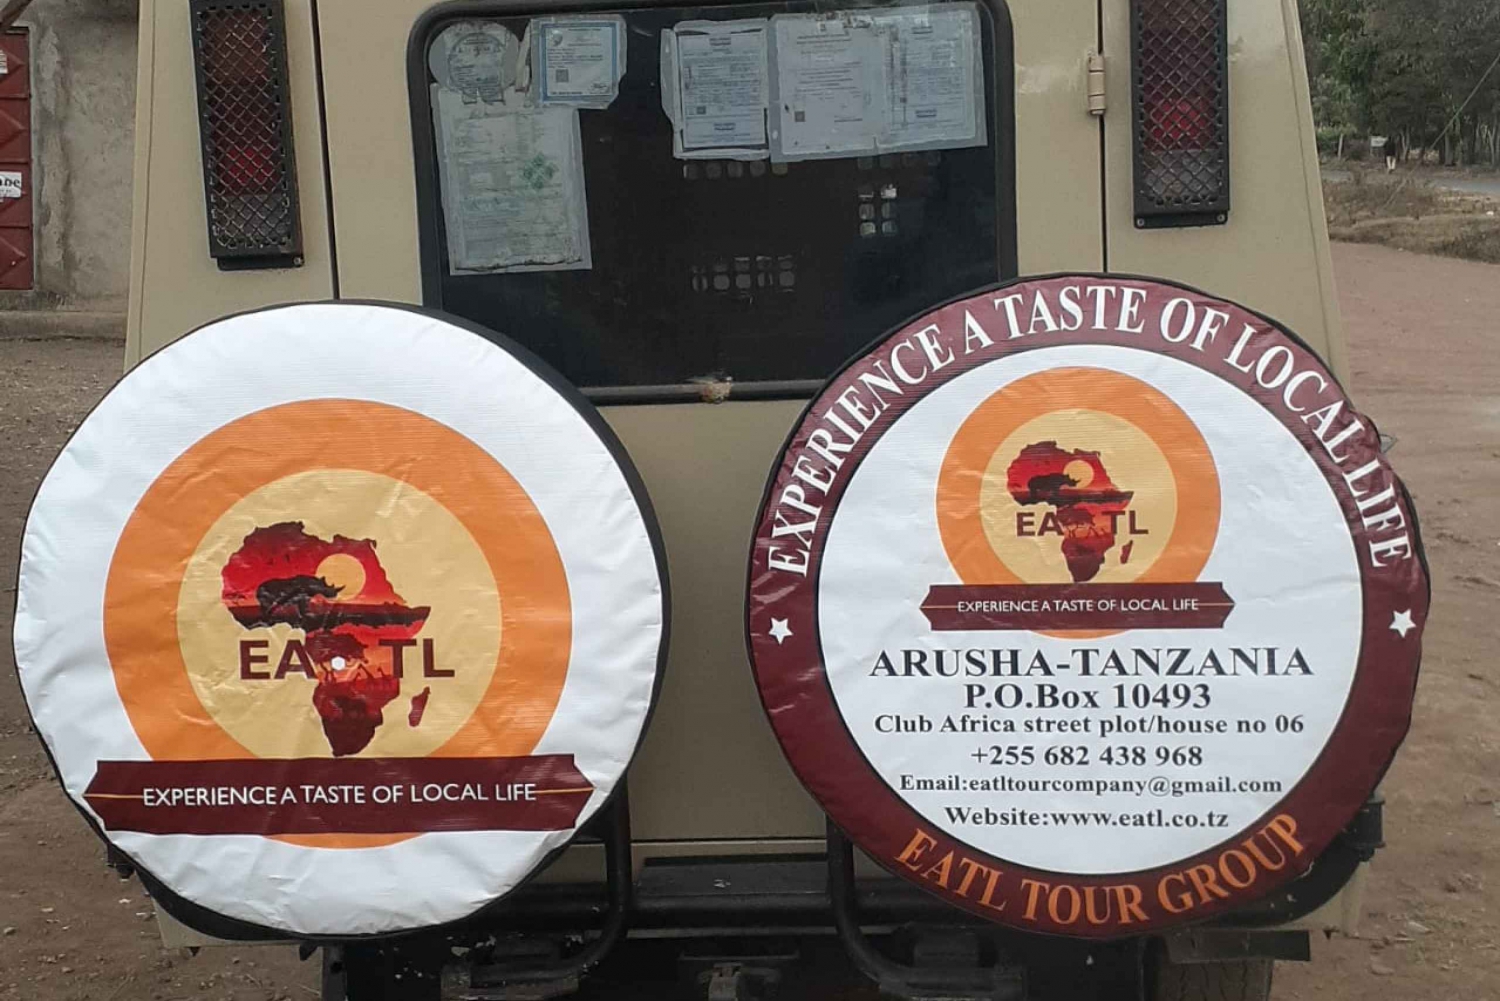 EATL
EXPERIENCE A TASTE OF LOCAL LIFE
EXPERIENCE A TASTE OF LOCAL LIFE
EATL
EXPERIENCE A TASTE OF LOCAL LIFE
ARUSHA-TANZANIA
P.O.Box 10493
Club Africa street plot/house no 06
+255 682 438 968
Email:eatltourcompany@gmail.com
Website:www.eatl.co.tz
EATL TOUR GROUP